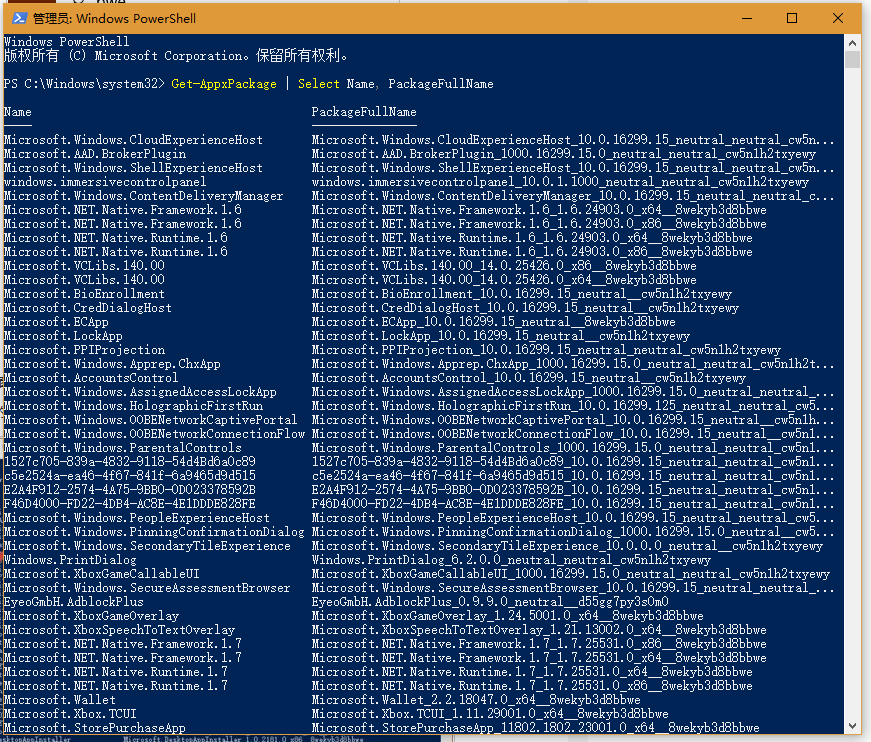 管理员: Windows PowerShell
Windows PowerShell
版权所有 (C) Microsoft Corporation。保留所有权利。
PS C:\Windows\system32> Get-AppxPackage | Select Name, PackageFullName
Name PackageFullName
Microsoft.Windows.CloudExperienceHost Microsoft.Windows.CloudExperienceHost_10.0.16299.15_neutral_neutral_cw5n...
Microsoft.AAD.BrokerPlugin Microsoft.AAD.BrokerPlugin_1000.16299.15.0_neutral_neutral_cw5n1h2txyewy
Microsoft.Windows.ShellExperienceHost Microsoft.Windows.ShellExperienceHost_10.0.16299.15_neutral_neutral_cw5n...
windows.immersivecontrolpanel windows.immersivecontrolpanel_10.0.1.1000_neutral_neutral_cw5n1h2txyewy
Microsoft.Windows.ContentDeliveryManager Microsoft.Windows.ContentDeliveryManager_10.0.16299.15_neutral_neutral_c...
Microsoft.NET.Native.Framework.1.6 Microsoft.NET.Native.Framework.1.6_1.6.24903.0_x64__8wekyb3d8bbwe
Microsoft.NET.Native.Framework.1.6 Microsoft.NET.Native.Framework.1.6_1.6.24903.0_x86__8wekyb3d8bbwe
Microsoft.NET.Native.Runtime.1.6 Microsoft.NET.Native.Runtime.1.6_1.6.24903.0_x64__8wekyb3d8bbwe
Microsoft.NET.Native.Runtime.1.6 Microsoft.NET.Native.Runtime.1.6_1.6.24903.0_x86__8wekyb3d8bbwe
Microsoft.VCLibs.140.00 Microsoft.VCLibs.140.00_14.0.25426.0_x86__8wekyb3d8bbwe
Microsoft.VCLibs.140.00 Microsoft.VCLibs.140.00_14.0.25426.0_x64__8wekyb3d8bbwe
Microsoft.BioEnrollment Microsoft.BioEnrollment_10.0.16299.15_neutral__cw5n1h2txyewy
Microsoft.CredDialogHost Microsoft.CredDialogHost_10.0.16299.15_neutral__cw5n1h2txyewy
Microsoft.ECApp Microsoft.ECApp_10.0.16299.15_neutral__8wekyb3d8bbwe
Microsoft.LockApp Microsoft.LockApp_10.0.16299.15_neutral__cw5n1h2txyewy
Microsoft.PPIProjection Microsoft.PPIProjection_10.0.16299.15_neutral_neutral_cw5n1h2txyewy
Microsoft.Windows.Apprep.ChxApp Microsoft.Windows.Apprep.ChxApp_1000.16299.15.0_neutral_neutral_cw5n1h2t...
Microsoft.AccountsControl Microsoft.AccountsControl_10.0.16299.15_neutral__cw5n1h2txyewy
Microsoft.Windows.AssignedAccessLockApp Microsoft.Windows.AssignedAccessLockApp_1000.16299.15.0_neutral_neutral_...
Microsoft.Windows.HolographicFirstRun Microsoft.Windows.HolographicFirstRun_10.0.16299.125_neutral_neutral_cw5...
Microsoft.Windows.OOBENetworkCaptivePortal Microsoft.Windows.OOBENetworkCaptivePortal_10.0.16299.15_neutral__cw5n1h...
Microsoft.Windows.OOBENetworkConnectionFlow Microsoft.Windows.OOBENetworkConnectionFlow_10.0.16299.15_neutral__cw5n1...
Microsoft.Windows.ParentalControls Microsoft.Windows.ParentalControls_1000.16299.15.0_neutral_neutral_cw5n1...
1527c705-839a-4832-9118-54d4Bd6a0c89 1527c705-839a-4832-9118-54d4Bd6a0c89_10.0.16299.15_neutral_neutral_cw5n1...
c5e2524a-ea46-4f67-841f-6a9465d9d515 c5e2524a-ea46-4f67-841f-6a9465d9d515_10.0.16299.15_neutral_neutral_cw5n1...
E2A4F912-2574-4A75-9BB0-0D023378592B E2A4F912-2574-4A75-9BB0-0D023378592B_10.0.16299.15_neutral_neutral_cw5n1...
F46D4000-FD22-4DB4-AC8E-4E1DDDE828FE F46D4000-FD22-4DB4-AC8E-4E1DDDE828FE_10.0.16299.15_neutral_neutral_cw5n1...
Microsoft.Windows.PeopleExperienceHost Microsoft.Windows.PeopleExperienceHost_10.0.16299.15_neutral_neutral_cw5...
Microsoft.Windows.PinningConfirmationDialog Microsoft.Windows.PinningConfirmationDialog_1000.16299.15.0_neutral__cw5...
Microsoft.Windows.SecondaryTileExperience Microsoft.Windows.SecondaryTileExperience_10.0.0.0_neutral__cw5n1h2txyewy
Windows.PrintDialog Windows.PrintDialog_6.2.0.0_neutral_neutral_cw5n1h2txyewy
Microsoft.XboxGameCallableUI Microsoft.XboxGameCallableUI_1000.16299.15.0_neutral_neutral_cw5n1h2txyewy
Microsoft.Windows.SecureAssessmentBrowser Microsoft.Windows.SecureAssessmentBrowser_10.0.16299.15_neutral_neutral_...
EyeoGmbH.AdblockPlus EyeoGmbH.AdblockPlus_0.9.9.0_neutral__d55gg7py3s0m0
Microsoft.XboxGameOverlay Microsoft.XboxGameOverlay_1.24.5001.0_x64__8wekyb3d8bbwe
Microsoft.XboxSpeechToTextOverlay Microsoft.XboxSpeechToTextOverlay_1.21.13002.0_x64__8wekyb3d8bbwe
Microsoft.NET.Native.Framework.1.7 Microsoft.NET.Native.Framework.1.7_1.7.25531.0_x86__8wekyb3d8bbwe
Microsoft.NET.Native.Framework.1.7 Microsoft.NET.Native.Framework.1.7_1.7.25531.0_x64__8wekyb3d8bbwe
Microsoft.NET.Native.Runtime.1.7 Microsoft.NET.Native.Runtime.1.7_1.7.25531.0_x64__8wekyb3d8bbwe
Microsoft.NET.Native.Runtime.1.7 Microsoft.NET.Native.Runtime.1.7_1.7.25531.0_x86__8wekyb3d8bbwe
Microsoft.Wallet Microsoft.Wallet_2.2.18047.0_x64__8wekyb3d8bbwe
Microsoft.Xbox.TCUI Microsoft.Xbox.TCUI_1.11.29001.0_x64__8wekyb3d8bbwe
Microsoft.StorePurchaseApp Microsoft.StorePurchaseApp_11802.1802.23001.0_x64__8wekyb3d8bbwe